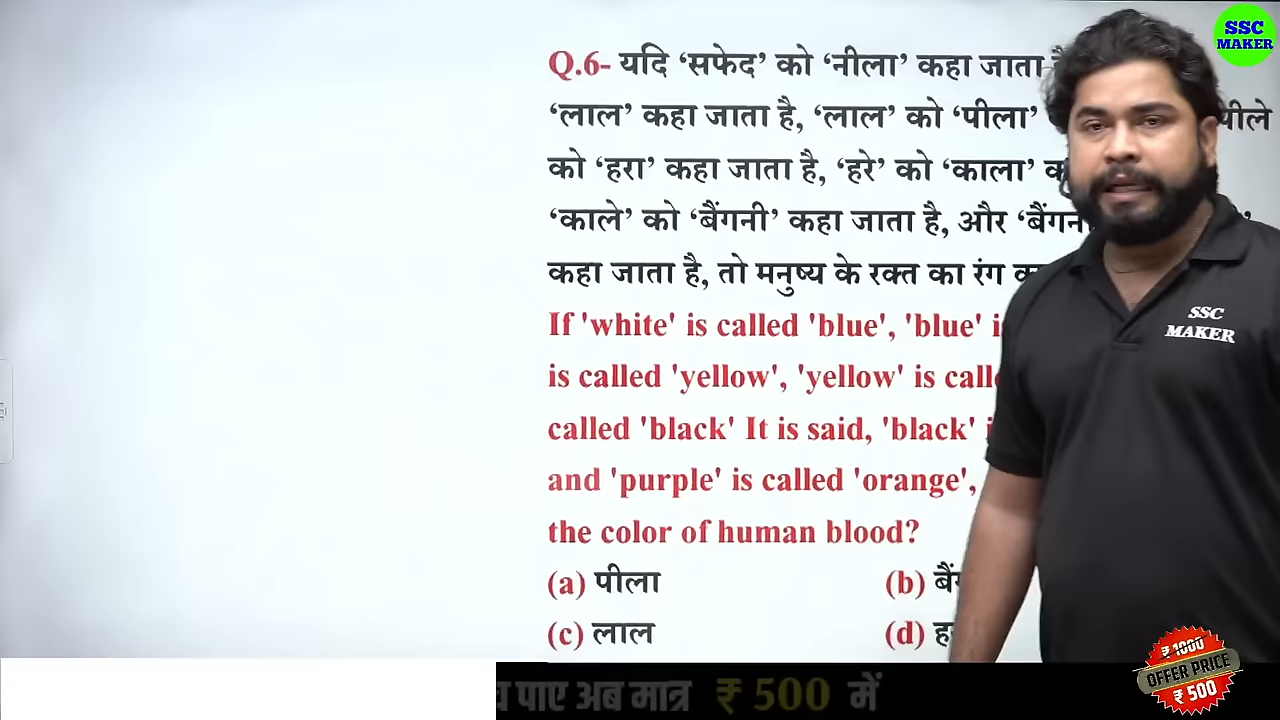 SSC
MAKER
Q.6- यदि ‘सफेद’ को ‘नीला’ कहा जाता
‘लाल’ कहा जाता है, ‘लाल’ को ‘पीला’ पीले
को ‘हरा’ कहा जाता है, ‘हरे’ को ‘काला’
‘काले’ को ‘बैंगनी’ कहा जाता है, और
कहा जाता है, तो मनुष्य के रक्त का रंग
If 'white' is called 'blue', 'blue'
is called 'yellow', 'yellow' is
called 'black' It is said, 'black'
and 'purple' is called 'orange',
the color of human blood?
(a) पीला (b)
(c) लाल (d)
SSC
MAKER
पाए अब मात्र ₹ 500 में
₹ 1000
OFFER PRICE
₹ 500